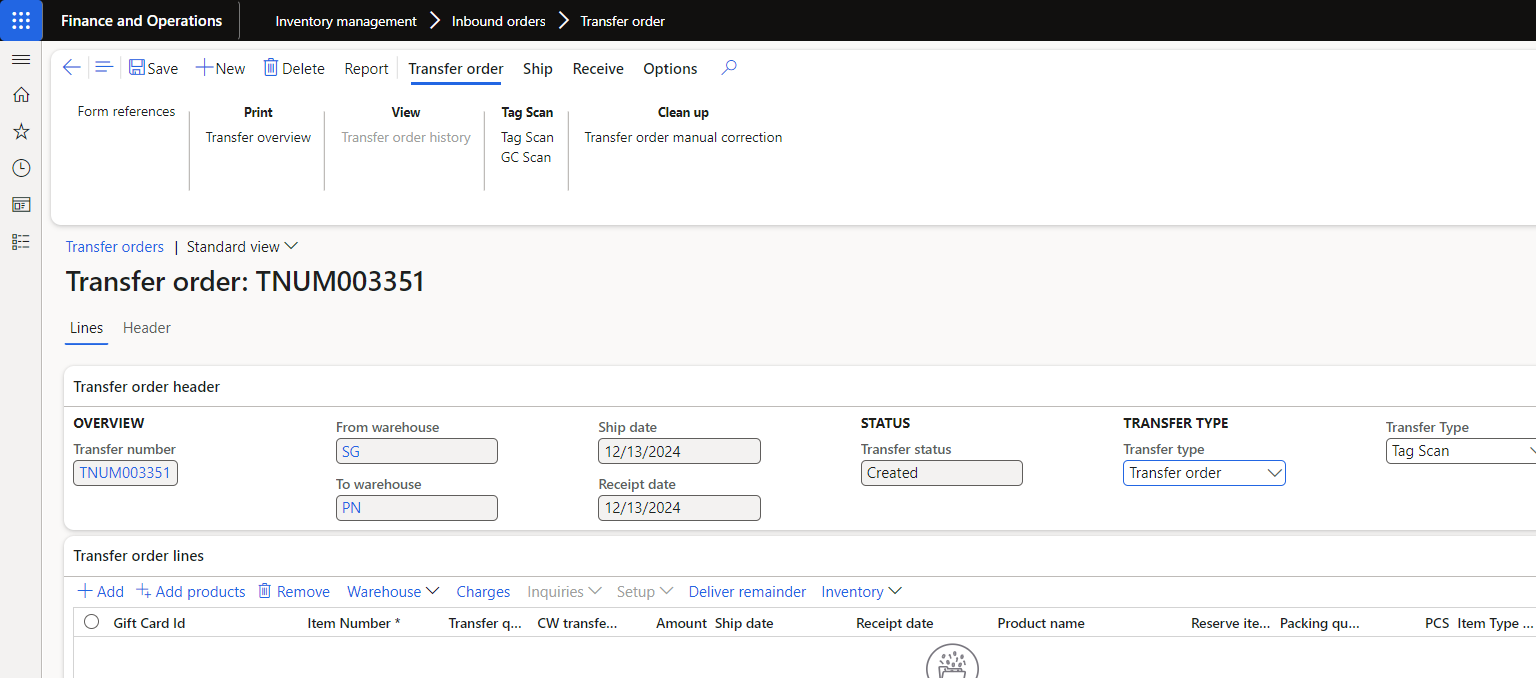 Finance and Operations
Inventory management
Inbound orders
Transfer order
Save
New
Delete
Report
Transfer order
Ship
Receive
Options
Form references
Print
Transfer overview
View
Transfer order history
Tag Scan
Tag Scan
GC Scan
Clean up
Transfer order manual correction
Transfer orders | Standard view
Transfer order: TNUM003351
Lines
Header
Transfer order header
OVERVIEW
Transfer number
TNUM003351
From warehouse
SG
To warehouse
PN
Ship date
12/13/2024
Receipt date
12/13/2024
STATUS
Transfer status
Created
TRANSFER TYPE
Transfer type
Transfer order
Transfer Type
Tag Scan
Transfer order lines
Add
Add products
Remove
Warehouse
Charges
Inquiries
Setup
Deliver remainder
Inventory
Gift Card Id
Item Number *
Transfer q...
CW transfe...
Amount
Ship date
Receipt date
Product name
Reserve ite...
Packing qu...
PCS
Item Type ...